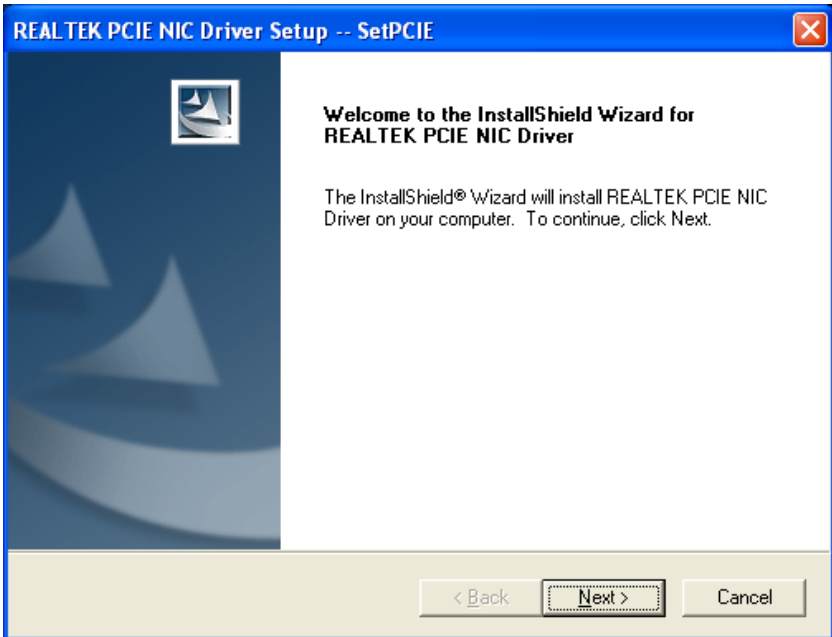 REALTEK PCIE NIC Driver Setup -- SetPCIE
Welcome to the InstallShield Wizard for
REALTEK PCIE NIC Driver
The InstallShield® Wizard will install REALTEK PCIE NIC
Driver on your computer.  To continue, click Next.
< Back
Next >
Cancel